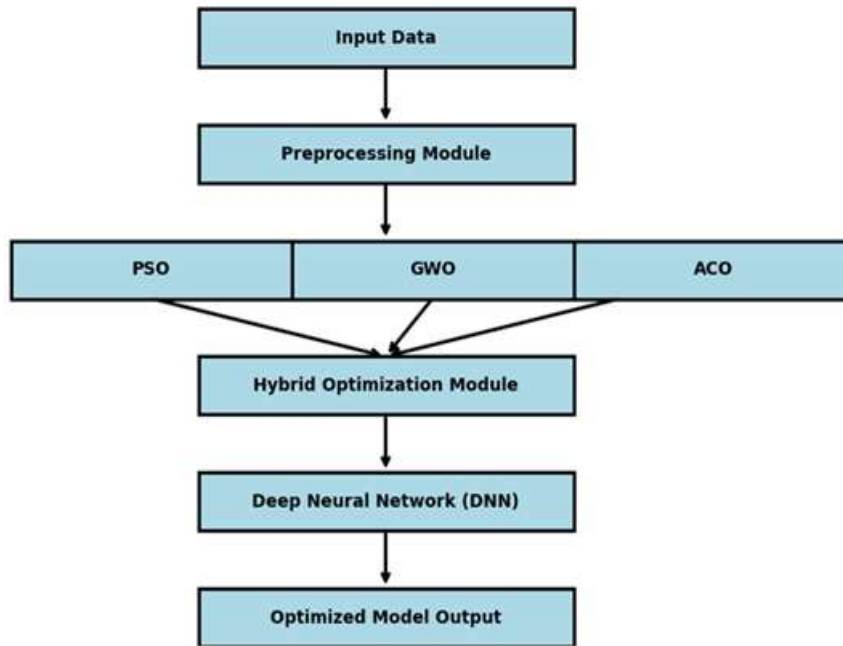 Input Data
Preprocessing Module
PSO GWO ACO
Hybrid Optimization Module
Deep Neural Network (DNN)
Optimized Model Output